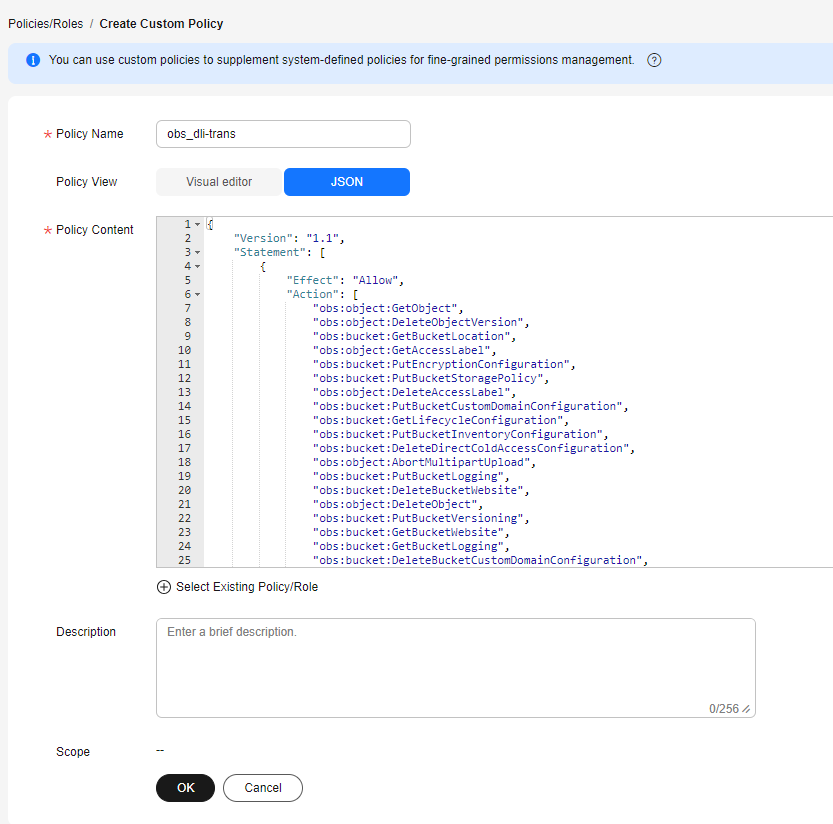 Policies/Roles / Create Custom Policy
You can use custom policies to supplement system-defined policies for fine-grained permissions management.
* Policy Name obs_dli-trans
Policy View Visual editor JSON
* Policy Content
1 {
2 "Version": "1.1",
3 "Statement": [
4 {
5 "Effect": "Allow",
6 "Action": [
7 "obs:object:GetObject",
8 "obs:object:DeleteObjectVersion",
9 "obs:bucket:GetBucketLocation",
10 "obs:object:GetAccessLabel",
11 "obs:bucket:PutEncryptionConfiguration",
12 "obs:bucket:PutBucketStoragePolicy",
13 "obs:object:DeleteAccessLabel",
14 "obs:bucket:PutBucketCustomDomainConfiguration",
15 "obs:bucket:GetLifecycleConfiguration",
16 "obs:bucket:PutBucketInventoryConfiguration",
17 "obs:bucket:DeleteDirectColdAccessConfiguration",
18 "obs:object:AbortMultipartUpload",
19 "obs:bucket:PutBucketLogging",
20 "obs:bucket:DeleteBucketWebsite",
21 "obs:object:DeleteObject",
22 "obs:bucket:PutBucketVersioning",
23 "obs:bucket:GetBucketWebsite",
24 "obs:bucket:GetBucketLogging",
25 "obs:bucket:DeleteBucketCustomDomainConfiguration",
Select Existing Policy/Role
Description Enter a brief description.
0/256
Scope --
OK Cancel